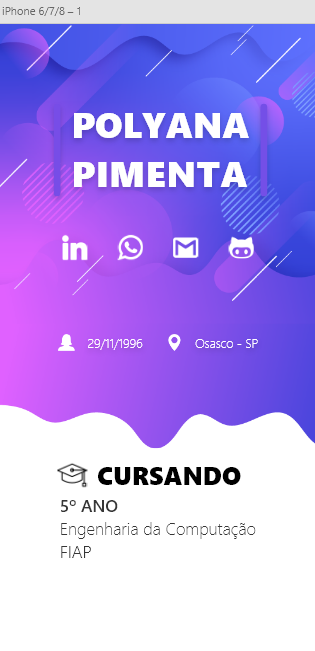 iPhone 6/7/8 – 1
POLYANA
PIMENTA
29/11/1996
Osasco - SP
CURSANDO
5º ANO
Engenharia da Computação
FIAP